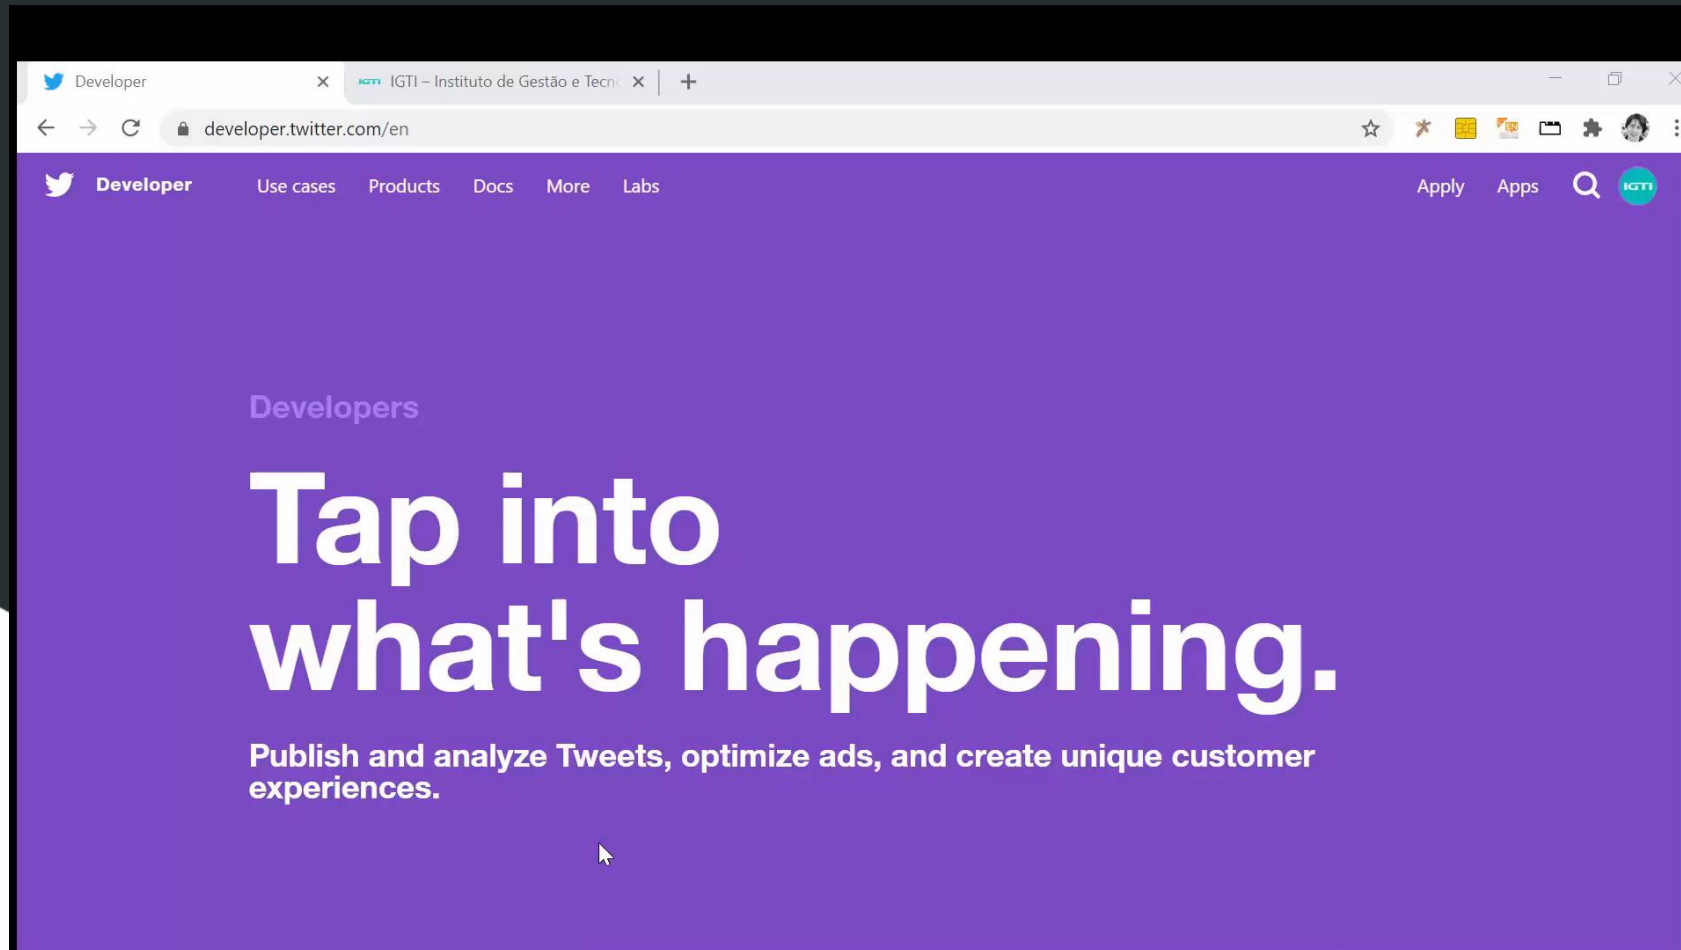 Developer
IGTI – Instituto de Gestão e Tecno
developer.twitter.com/en
Developer Use cases Products Docs More Labs Apply Apps IGTI
Developers
Tap into
what's happening.
Publish and analyze Tweets, optimize ads, and create unique customer
experiences.